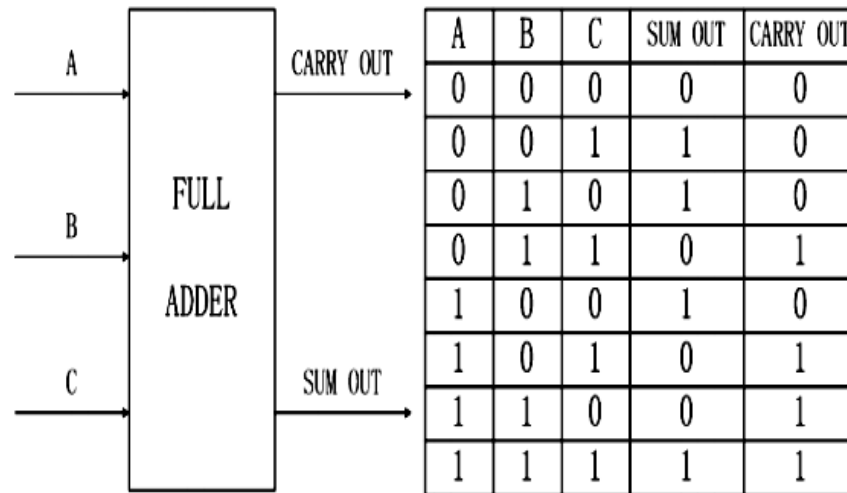 A
B
C
FULL
ADDER
CARRY OUT
SUM OUT
A B C SUM OUT CARRY OUT
0 0 0 0 0
0 0 1 1 0
0 1 0 1 0
0 1 1 0 1
1 0 0 1 0
1 0 1 0 1
1 1 0 0 1
1 1 1 1 1